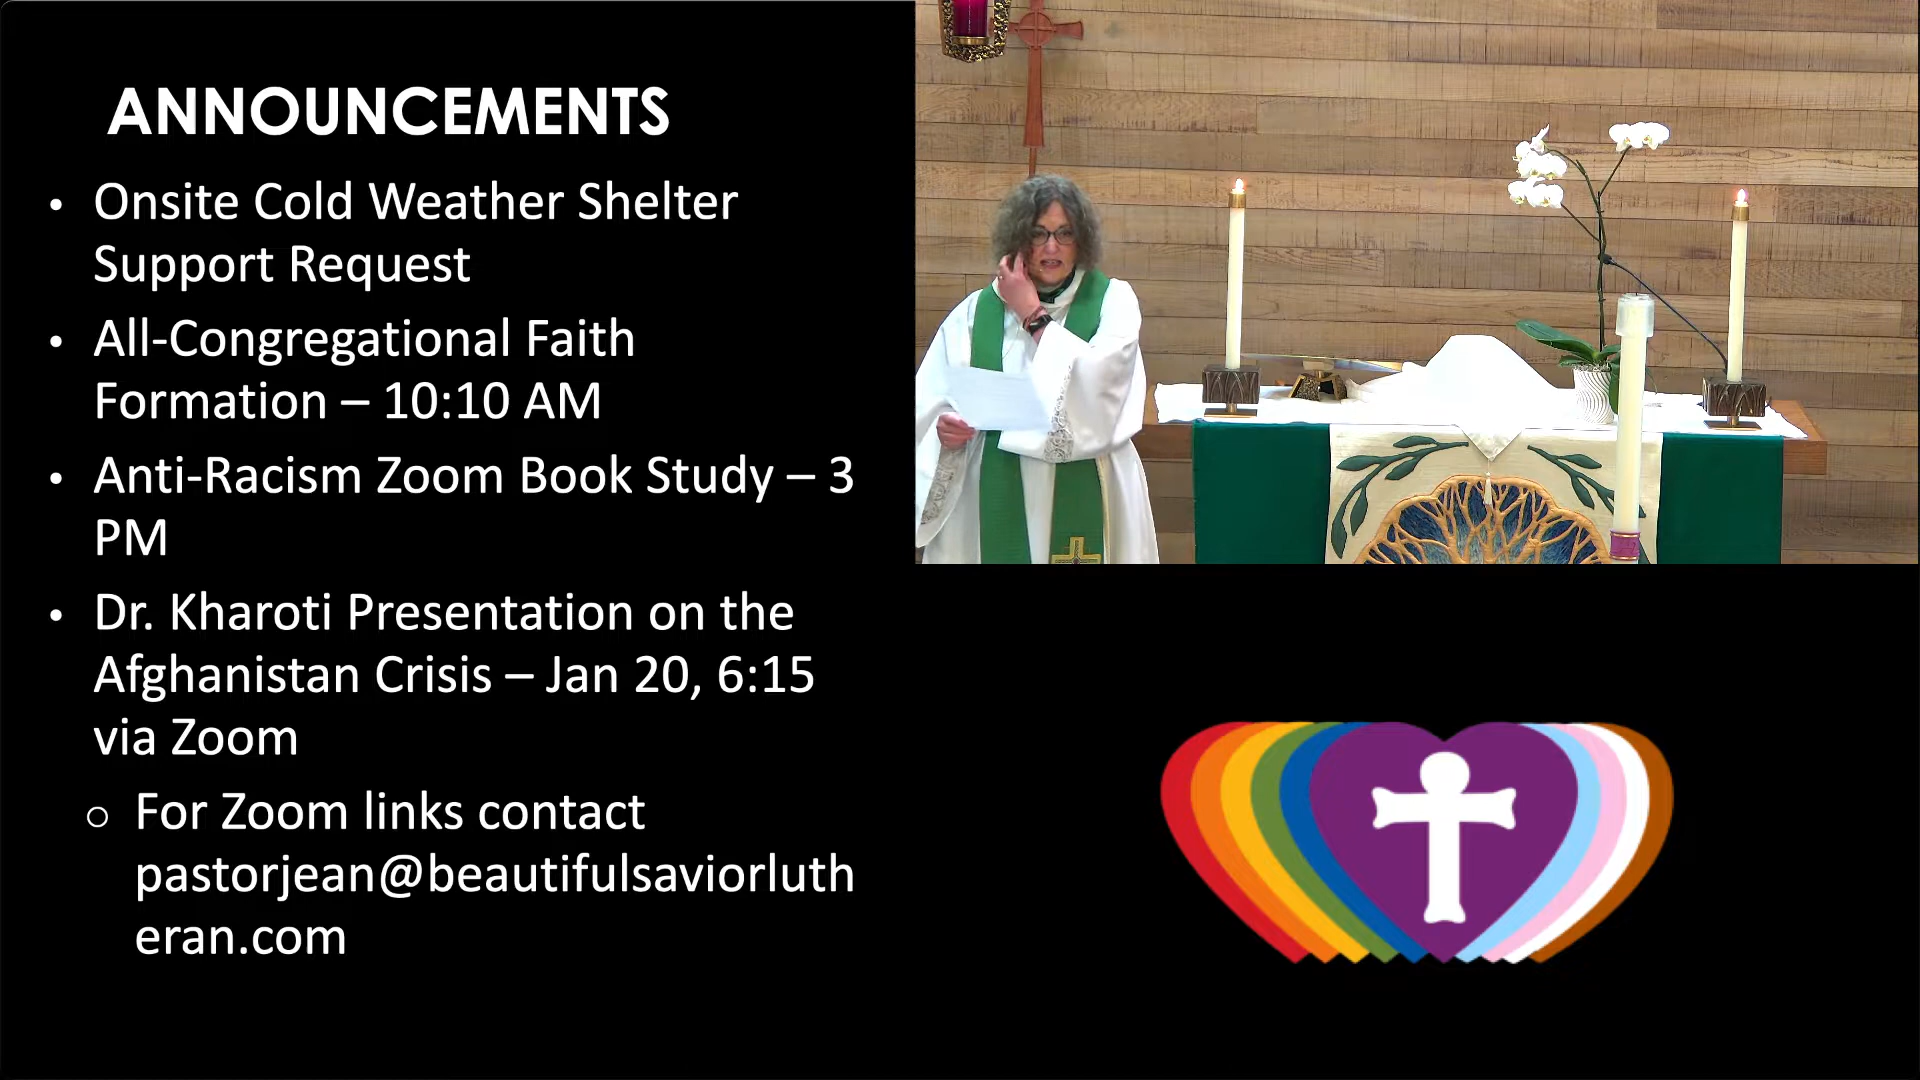 ANNOUNCEMENTS
• Onsite Cold Weather Shelter
Support Request
• All-Congregational Faith
Formation – 10:10 AM
• Anti-Racism Zoom Book Study – 3
PM
• Dr. Kharoti Presentation on the
Afghanistan Crisis – Jan 20, 6:15
via Zoom
○ For Zoom links contact
pastorjean@beautifulsaviorluth
eran.com